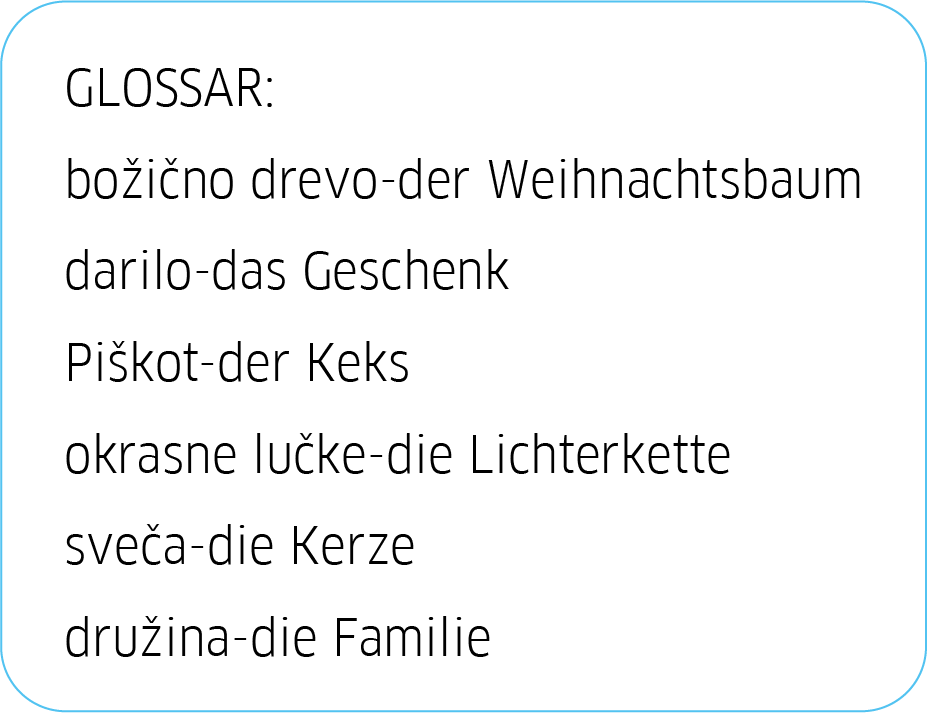 GLOSSAR:
božično drevo-der Weihnachtsbaum
darilo-das Geschenk
Piškot-der Keks
okrasne lučke-die Lichterkette
sveča-die Kerze
družina-die Familie